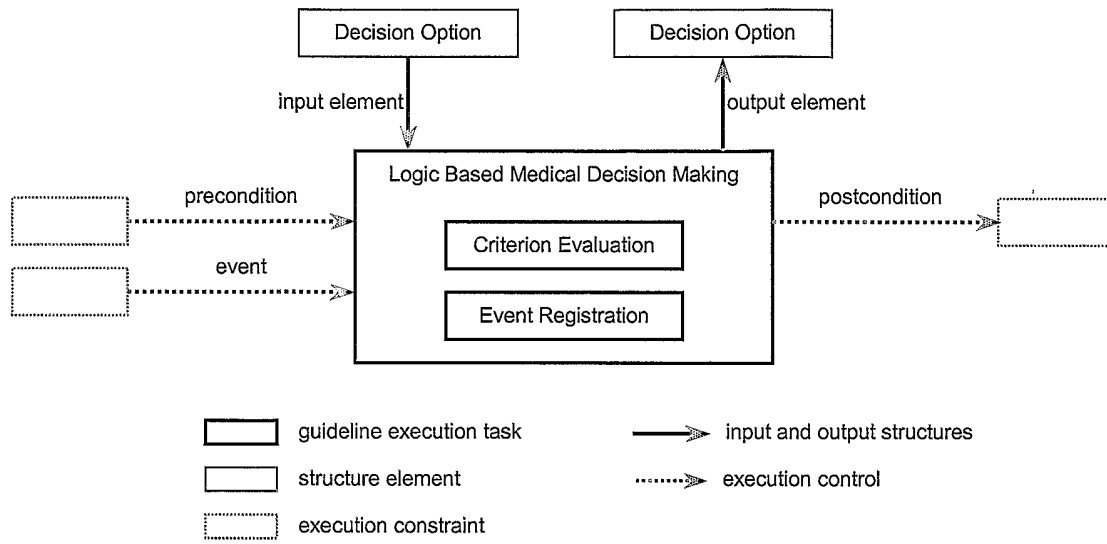 Decision Option
Decision Option
input element
output element
Logic Based Medical Decision Making
precondition
postcondition
Criterion Evaluation
event
Event Registration
guideline execution task
input and output structures
structure element
execution control
execution constraint